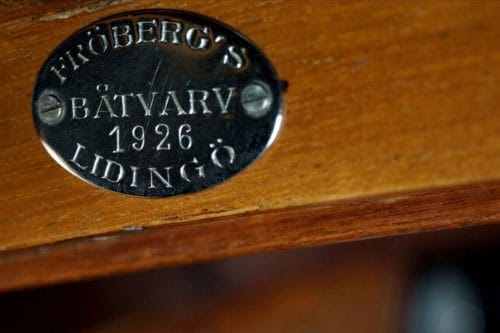 FRÖBERG'S
BÅTVARV
1926
LIDINGÖ